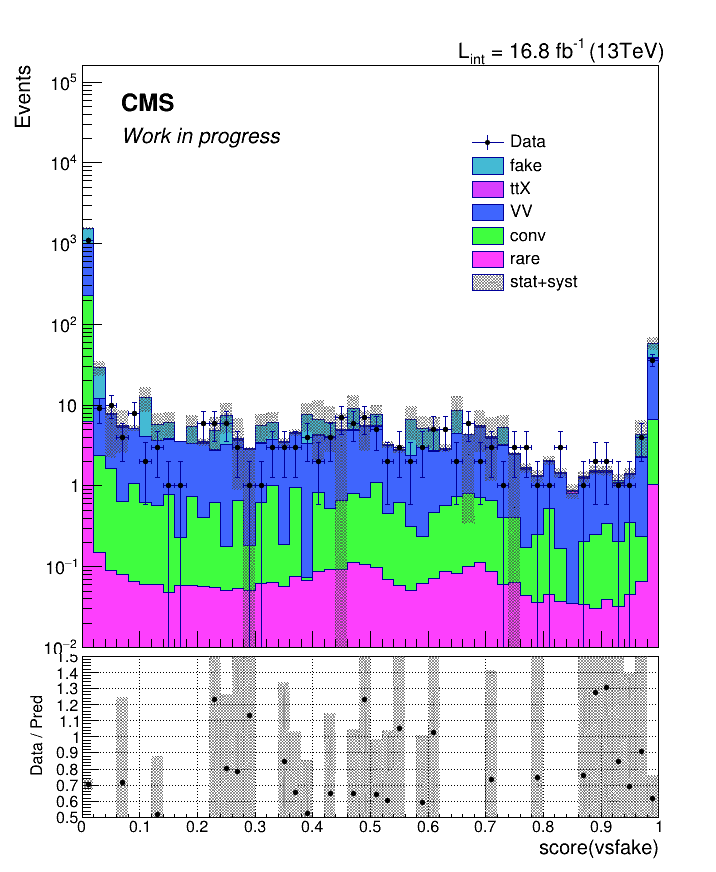 L_int = 16.8 fb^-1 (13TeV)
Events
CMS
Work in progress
Data
fake
ttX
VV
conv
rare
stat+syst
10^5
10^4
10^3
10^2
10
1
10^-1
10^-2
Data / Pred
1.5
1.4
1.3
1.2
1.1
1
0.9
0.8
0.7
0.6
0.5
0 0.1 0.2 0.3 0.4 0.5 0.6 0.7 0.8 0.9 1
score(vsfake)